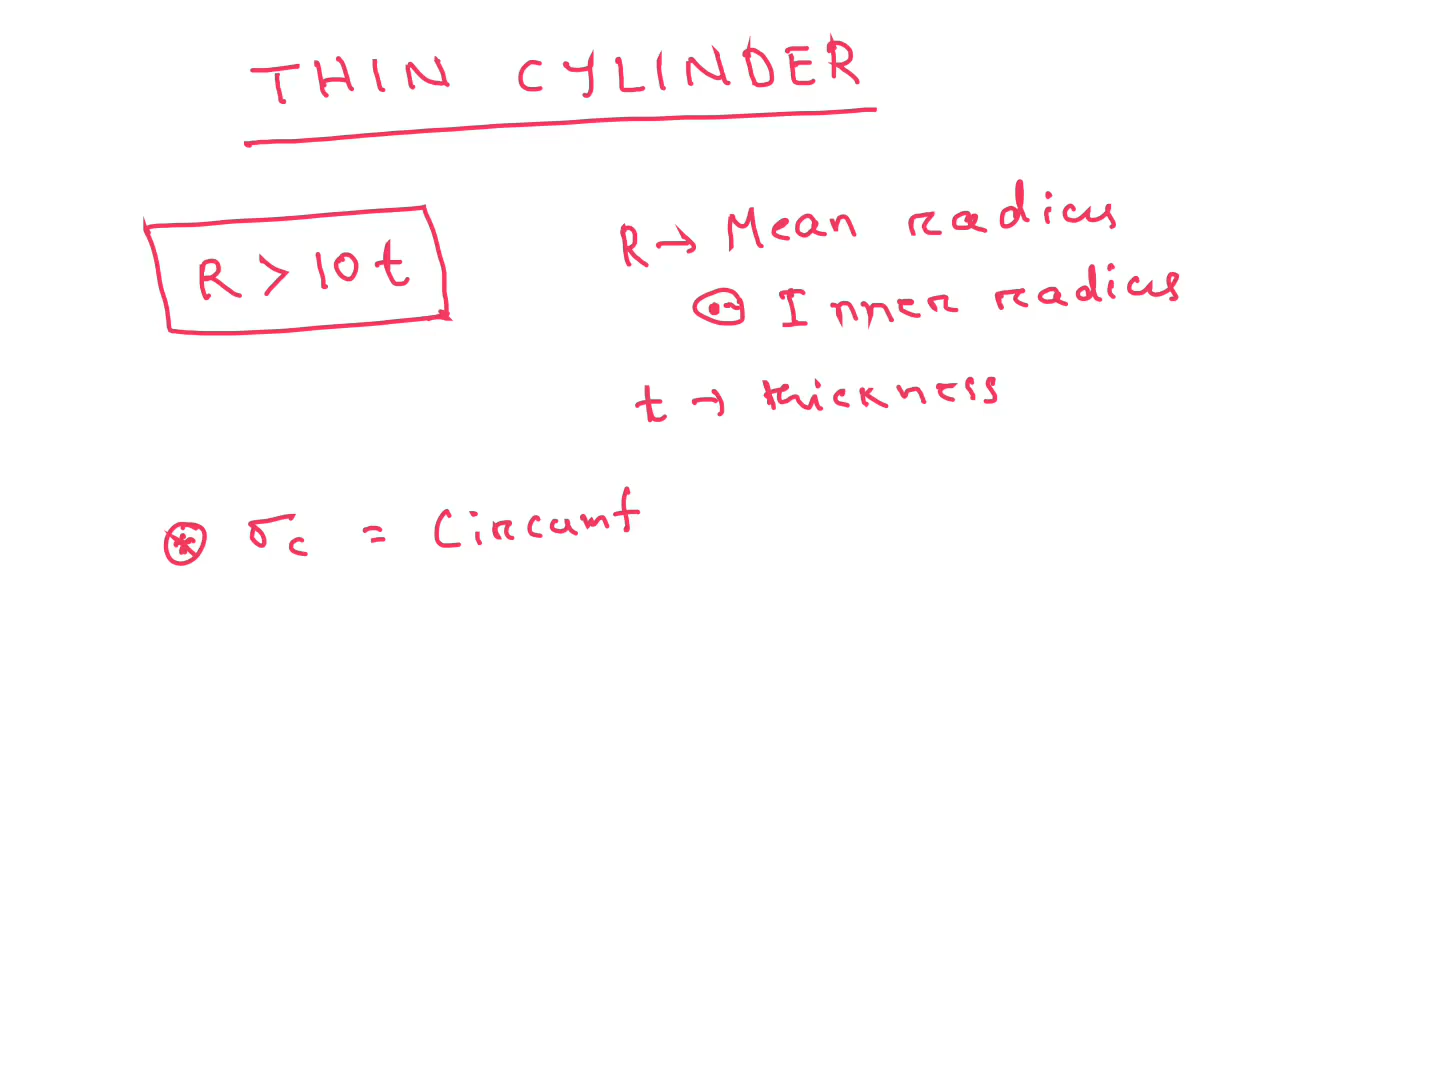 THIN CYLINDER
R > 10t
R → Mean radius
or Inner radius
t → thickness
* σc = Circumf